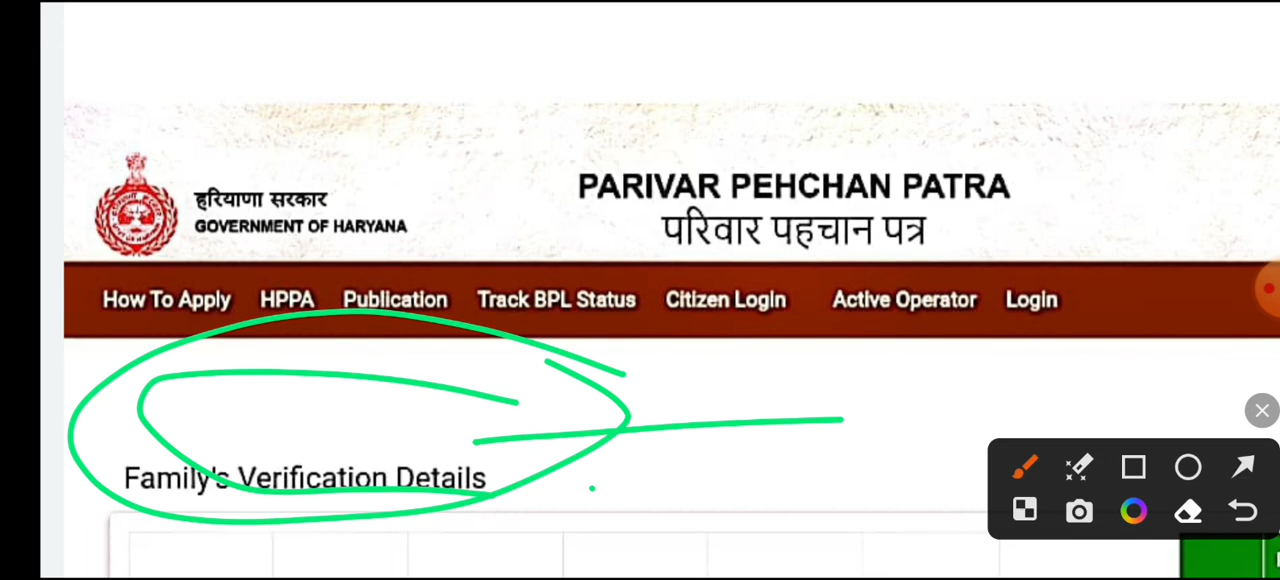 हरियाणा सरकार
GOVERNMENT OF HARYANA
PARIVAR PEHCHAN PATRA
परिवार पहचान पत्र
How To Apply HPPA Publication Track BPL Status Citizen Login Active Operator Login
Family's Verification Details